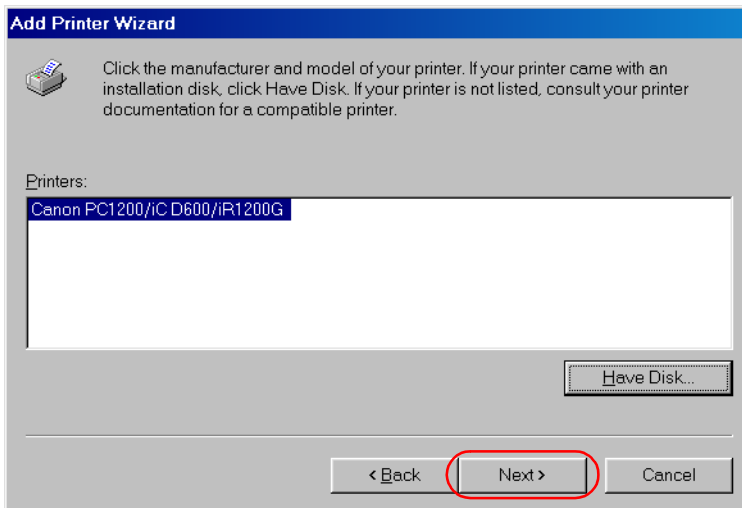 Add Printer Wizard
Click the manufacturer and model of your printer. If your printer came with an
installation disk, click Have Disk. If your printer is not listed, consult your printer
documentation for a compatible printer.
Printers:
Canon PC1200/iC D600/iR1200G
Have Disk...
< Back Next > Cancel